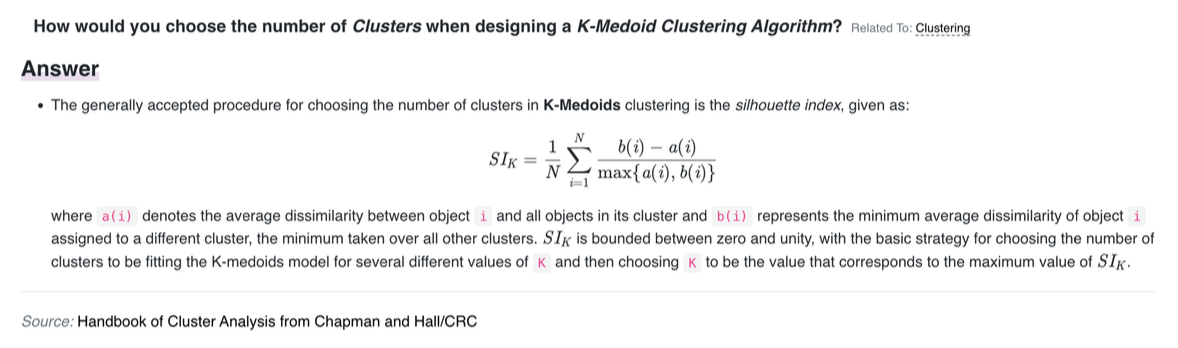 How would you choose the number of Clusters when designing a K-Medoid Clustering Algorithm? Related To: Clustering
Answer
• The generally accepted procedure for choosing the number of clusters in K-Medoids clustering is the silhouette index, given as:
SI_K = \frac{1}{N} \sum_{i=1}^{N} \frac{b(i) - a(i)}{\max\{a(i), b(i)\}}
where a(i) denotes the average dissimilarity between object i and all objects in its cluster and b(i) represents the minimum average dissimilarity of object i
assigned to a different cluster, the minimum taken over all other clusters. SI_K is bounded between zero and unity, with the basic strategy for choosing the number of
clusters to be fitting the K-medoids model for several different values of K and then choosing K to be the value that corresponds to the maximum value of SI_K.
Source: Handbook of Cluster Analysis from Chapman and Hall/CRC